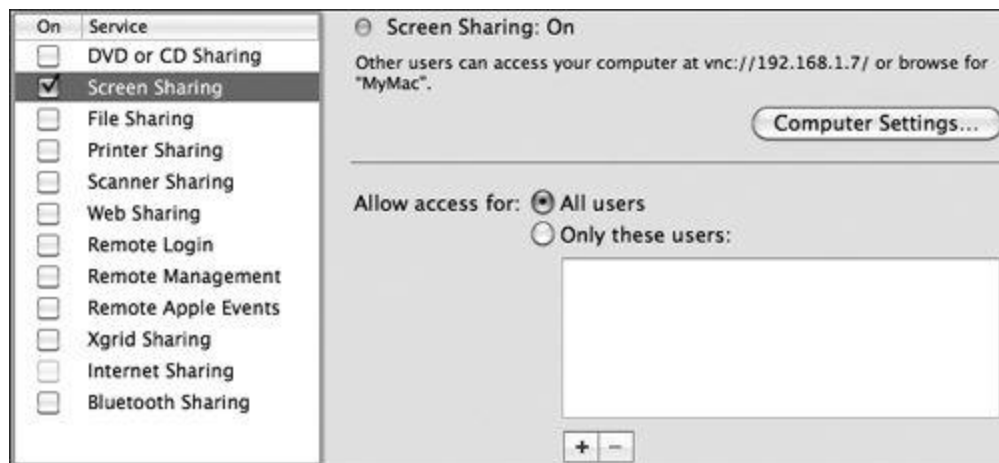 On Service
DVD or CD Sharing
Screen Sharing
File Sharing
Printer Sharing
Scanner Sharing
Web Sharing
Remote Login
Remote Management
Remote Apple Events
Xgrid Sharing
Internet Sharing
Bluetooth Sharing
Screen Sharing: On
Other users can access your computer at vnc://192.168.1.7/ or browse for
"MyMac".
Computer Settings...
Allow access for: All users
Only these users:
+ −